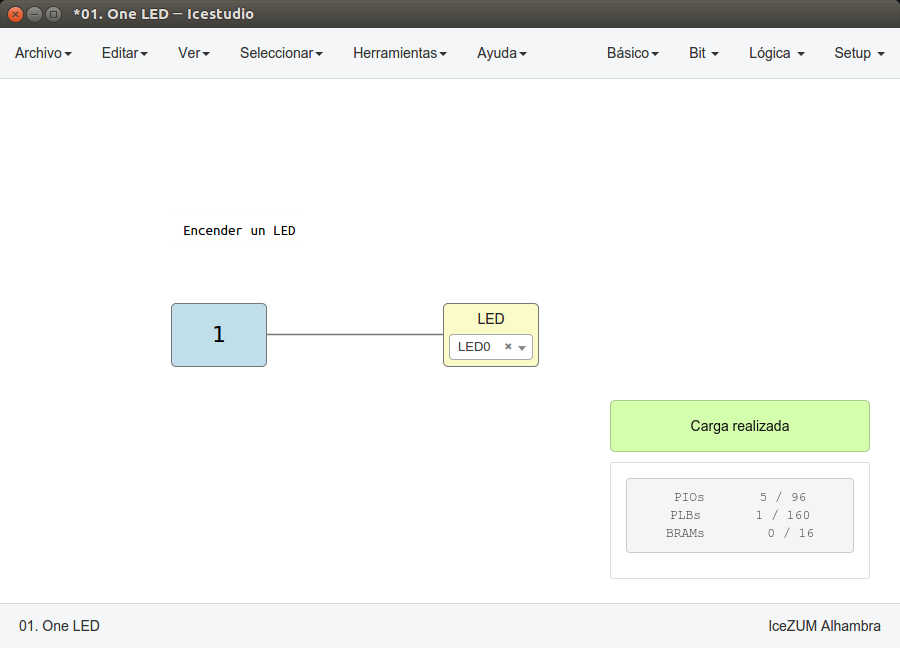 *01. One LED – Icestudio
Archivo Editar Ver Seleccionar Herramientas Ayuda Básico Bit Lógica Setup
Encender un LED
1
LED
LED0 ×
Carga realizada
PIOs 5 / 96
PLBs 1 / 160
BRAMs 0 / 16
01. One LED IceZUM Alhambra